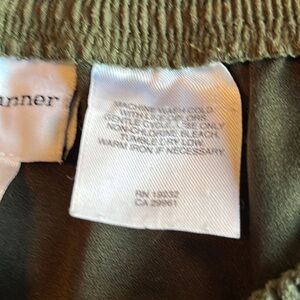 anner
MACHINE WASH COLD
WITH LIKE COLORS
GENTLE CYCLE USE ONLY
NON-CHLORINE BLEACH.
TUMBLE DRY LOW.
WARM IRON IF NECESSARY.
RN 19232
CA 29961